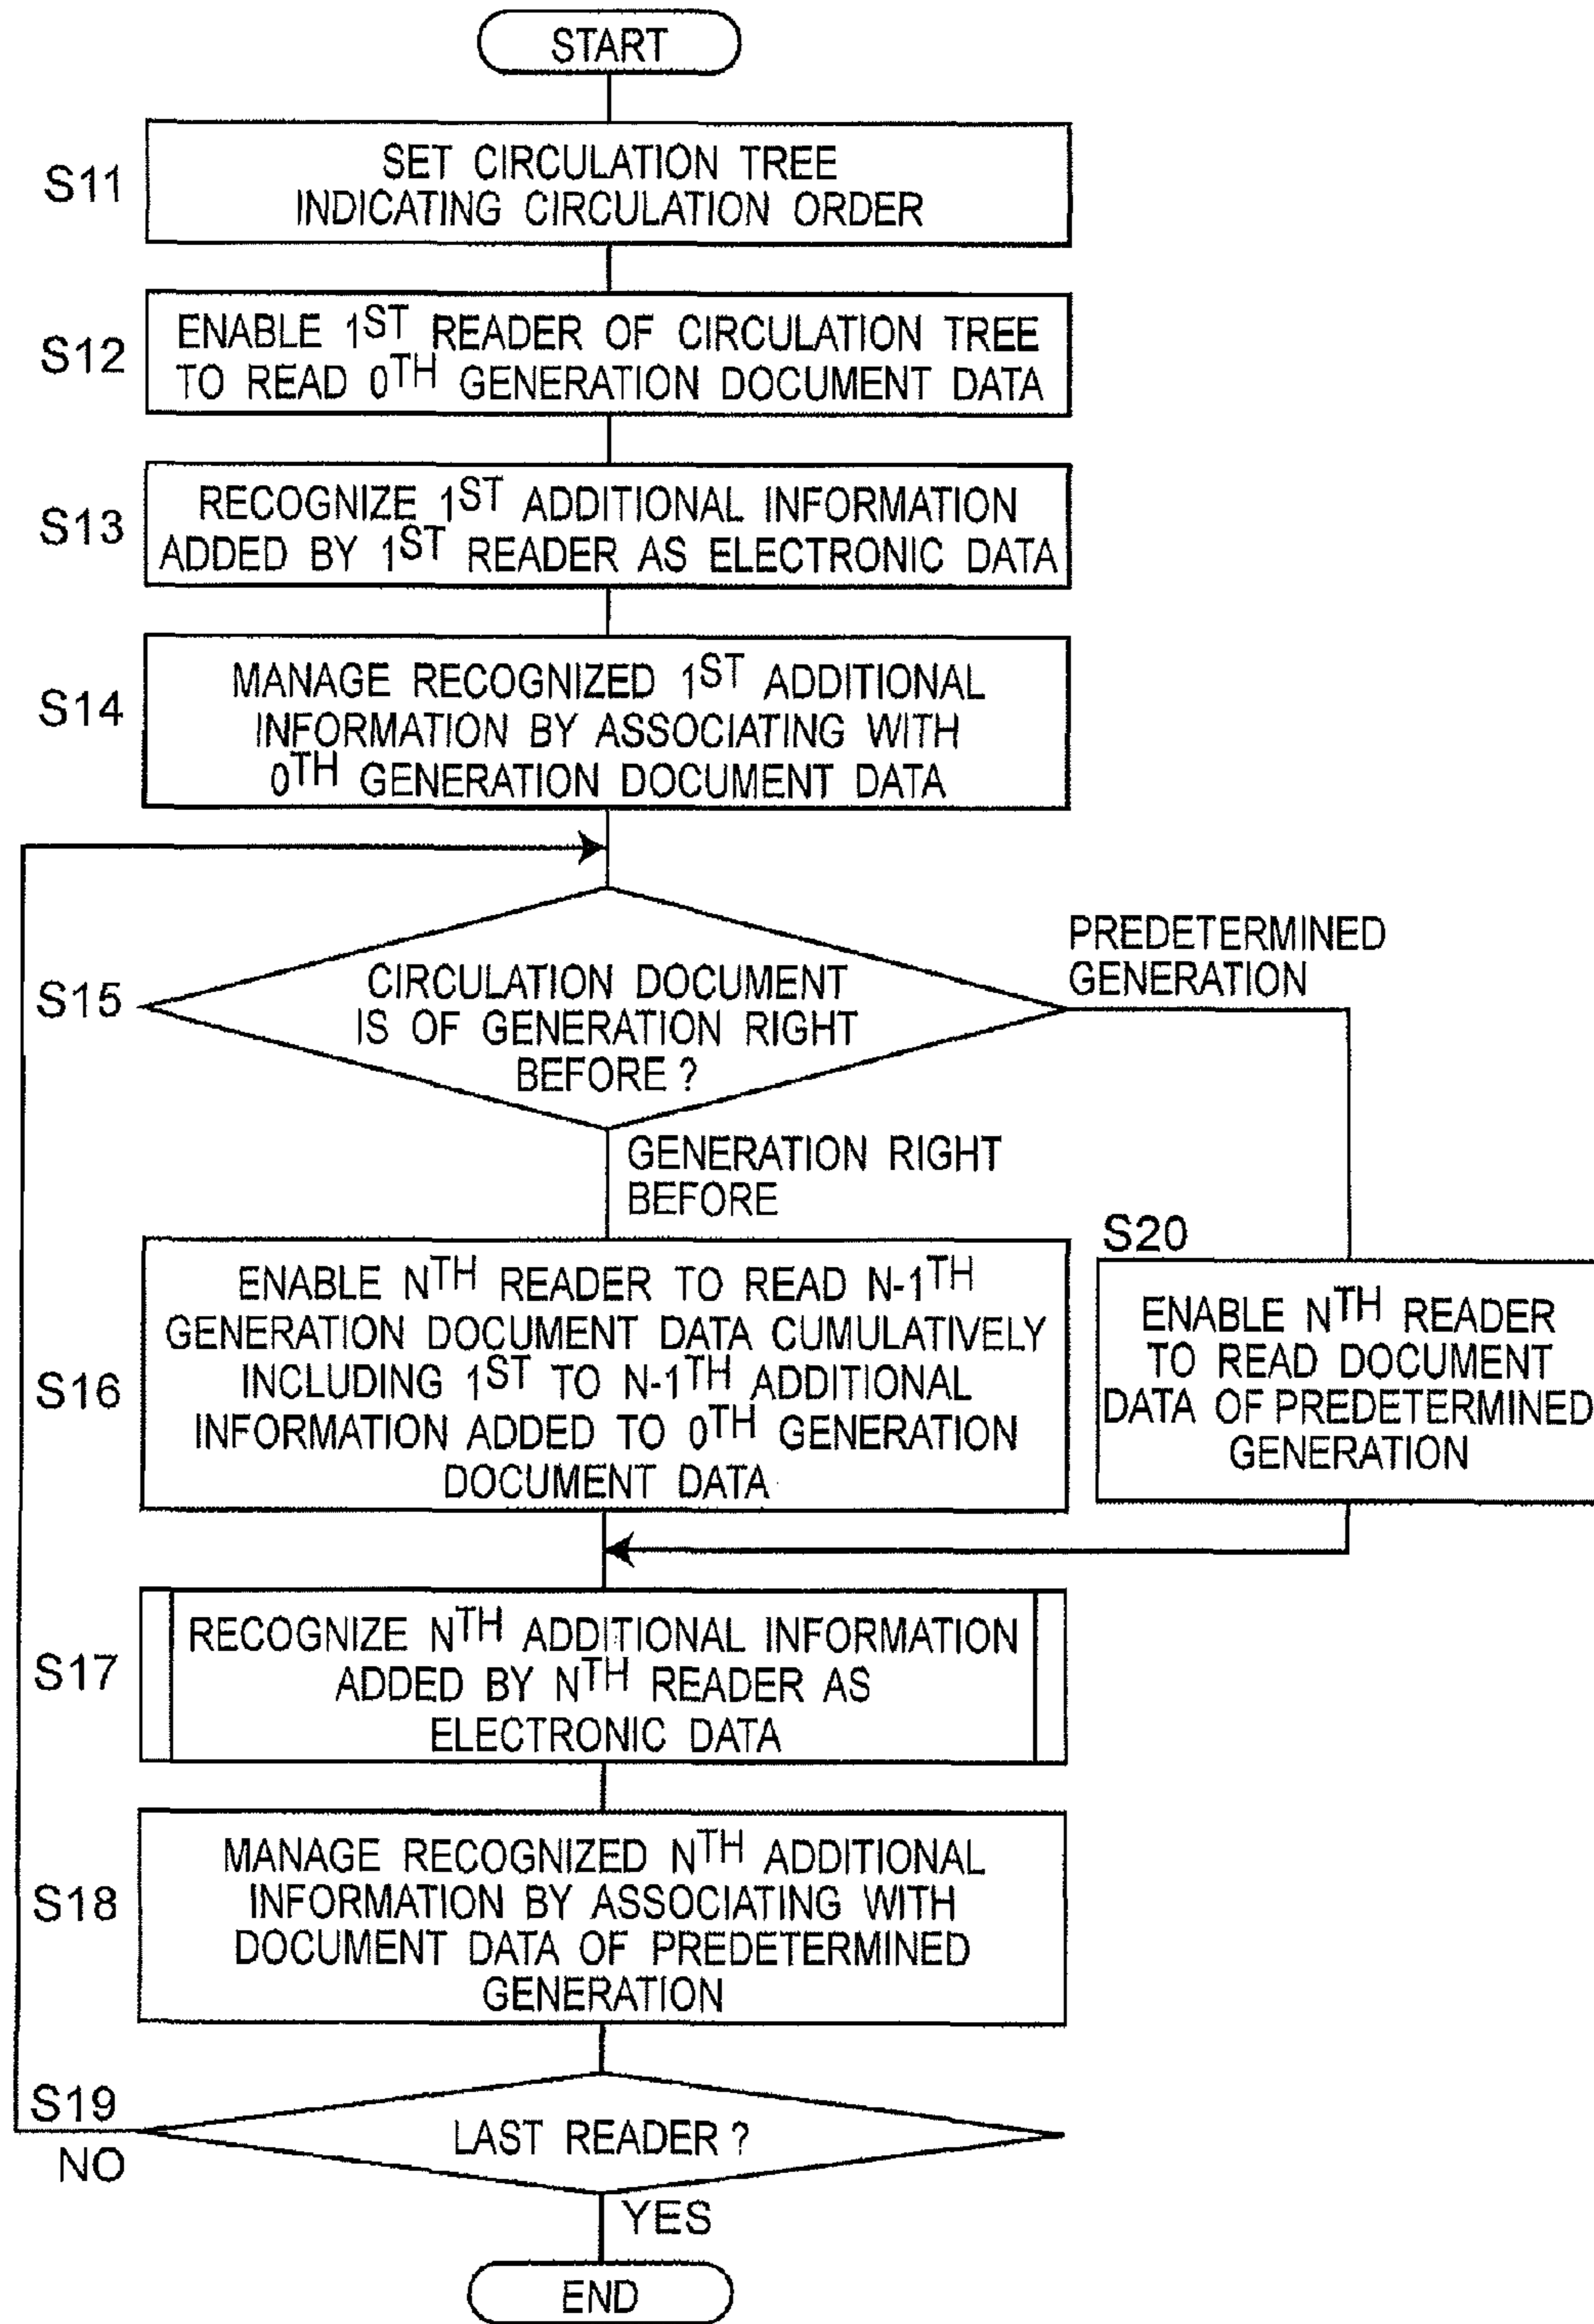 START
S11
SET CIRCULATION TREE
INDICATING CIRCULATION ORDER
S12
ENABLE 1ST READER OF CIRCULATION TREE
TO READ 0TH GENERATION DOCUMENT DATA
S13
RECOGNIZE 1ST ADDITIONAL INFORMATION
ADDED BY 1ST READER AS ELECTRONIC DATA
S14
MANAGE RECOGNIZED 1ST ADDITIONAL
INFORMATION BY ASSOCIATING WITH
0TH GENERATION DOCUMENT DATA
S15
CIRCULATION DOCUMENT
IS OF GENERATION RIGHT
BEFORE ?
PREDETERMINED
GENERATION
GENERATION RIGHT
BEFORE
S16
ENABLE NTH READER TO READ N-1TH
GENERATION DOCUMENT DATA CUMULATIVELY
INCLUDING 1ST TO N-1TH ADDITIONAL
INFORMATION ADDED TO 0TH GENERATION
DOCUMENT DATA
S20
ENABLE NTH READER
TO READ DOCUMENT
DATA OF PREDETERMINED
GENERATION
S17
RECOGNIZE NTH ADDITIONAL INFORMATION
ADDED BY NTH READER AS
ELECTRONIC DATA
S18
MANAGE RECOGNIZED NTH ADDITIONAL
INFORMATION BY ASSOCIATING WITH
DOCUMENT DATA OF PREDETERMINED
GENERATION
S19
LAST READER ?
NO
YES
END